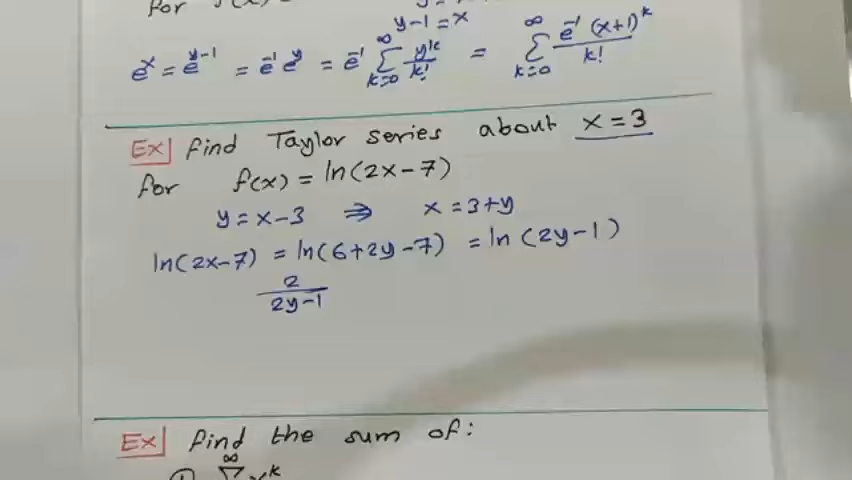 for
y-1=x
e^x = e^{y-1} = e^{-1} e^y = e^{-1} ∑_{k=0}^{∞} y^k/k! = ∑_{k=0}^{∞} e^{-1} (x+1)^k / k!
Ex| find Taylor series about x=3
for f(x) = ln(2x-7)
y=x-3 ⇒ x=3+y
ln(2x-7) = ln(6+2y-7) = ln(2y-1)
2/(2y-1)
Ex| find the sum of:
∑^{∞} x^k